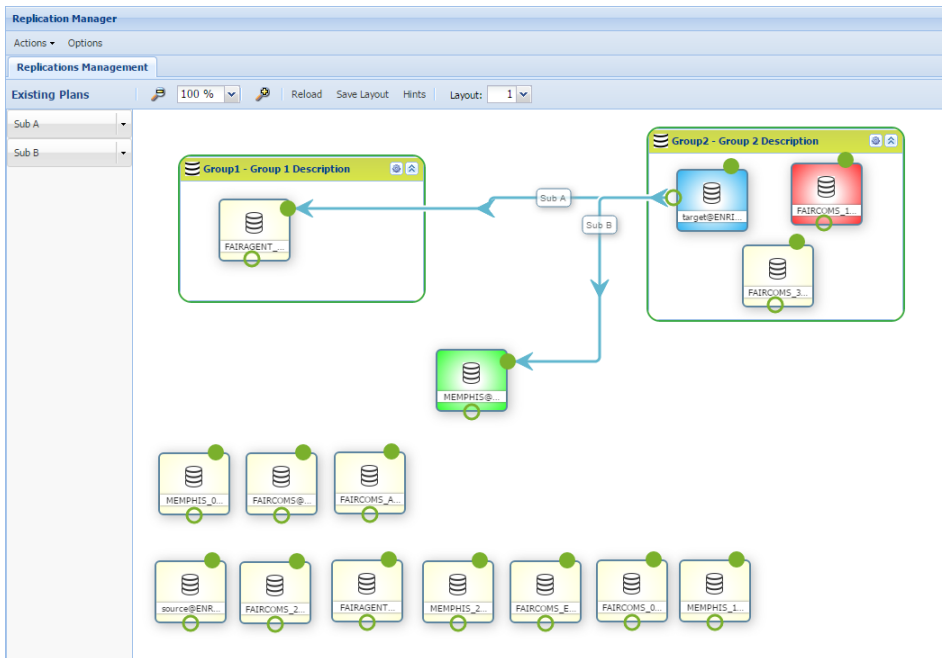 Replication Manager
Actions Options
Replications Management
Existing Plans 100 % Reload Save Layout Hints Layout: 1
Sub A
Sub B
Group1 - Group 1 Description
FAIRAGENT_...
Sub A
Sub B
Group2 - Group 2 Description
target@ENRI...
FAIRCOMS_1...
FAIRCOMS_3...
MEMPHIS@...
MEMPHIS_0... FAIRCOMS@... FAIRCOMS_A...
source@ENR... FAIRCOMS_2... FAIRAGENT... MEMPHIS_2... FAIRCOMS_E... FAIRCOMS_0... MEMPHIS_1...